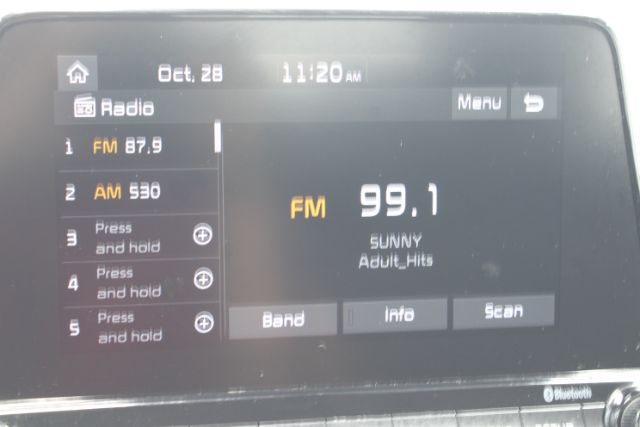 Oct, 28 11:20 AM
Radio Menu
1 FM 87.9
2 AM 530
3 Press and hold
4 Press and hold
5 Press and hold
FM 99.1
SUNNY
Adult_Hits
Band Info Scan
Bluetooth